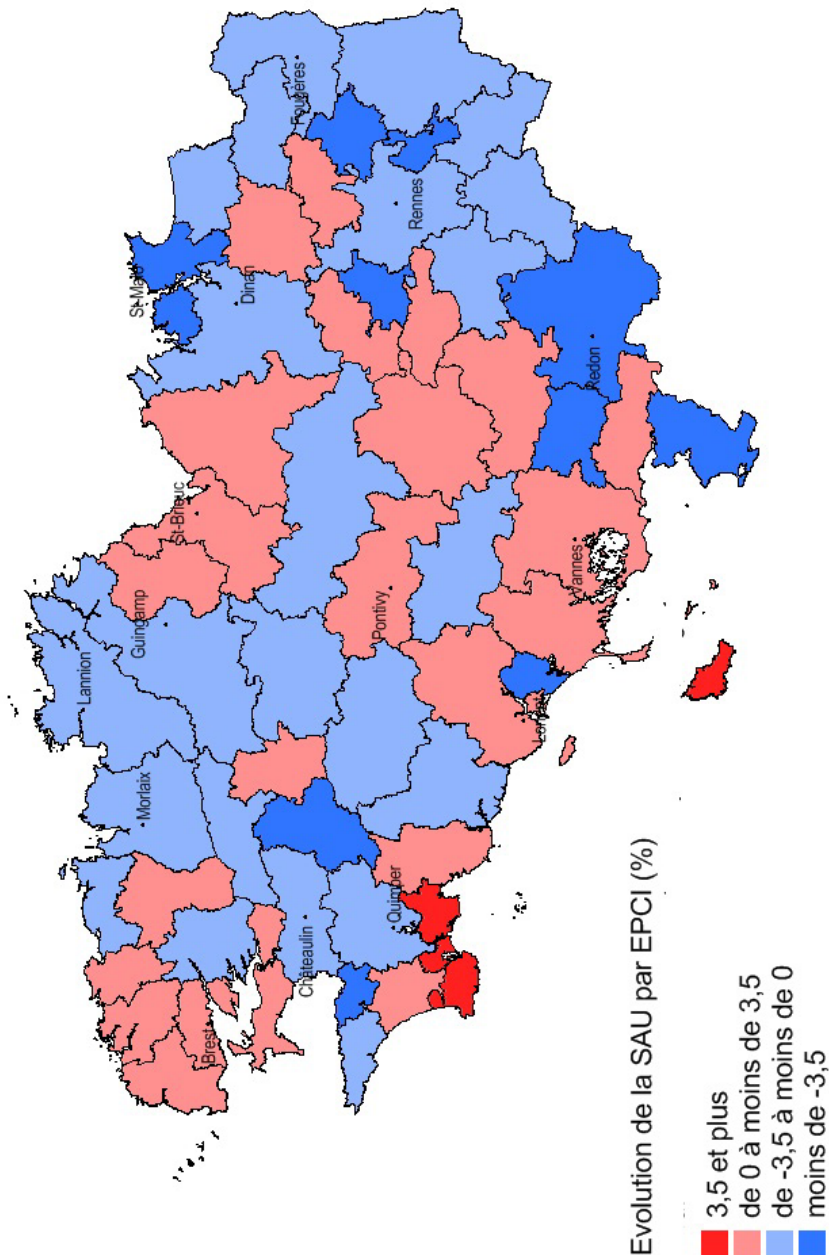 St-Malo
Fougères
Dinan
Rennes
Lannion
Guingamp
St-Brieuc
Morlaix
Brest
Châteaulin
Quimper
Pontivy
Lorient
Vannes
Redon
Evolution de la SAU par EPCI (%)
3,5 et plus
de 0 à moins de 3,5
de -3,5 à moins de 0
moins de -3,5